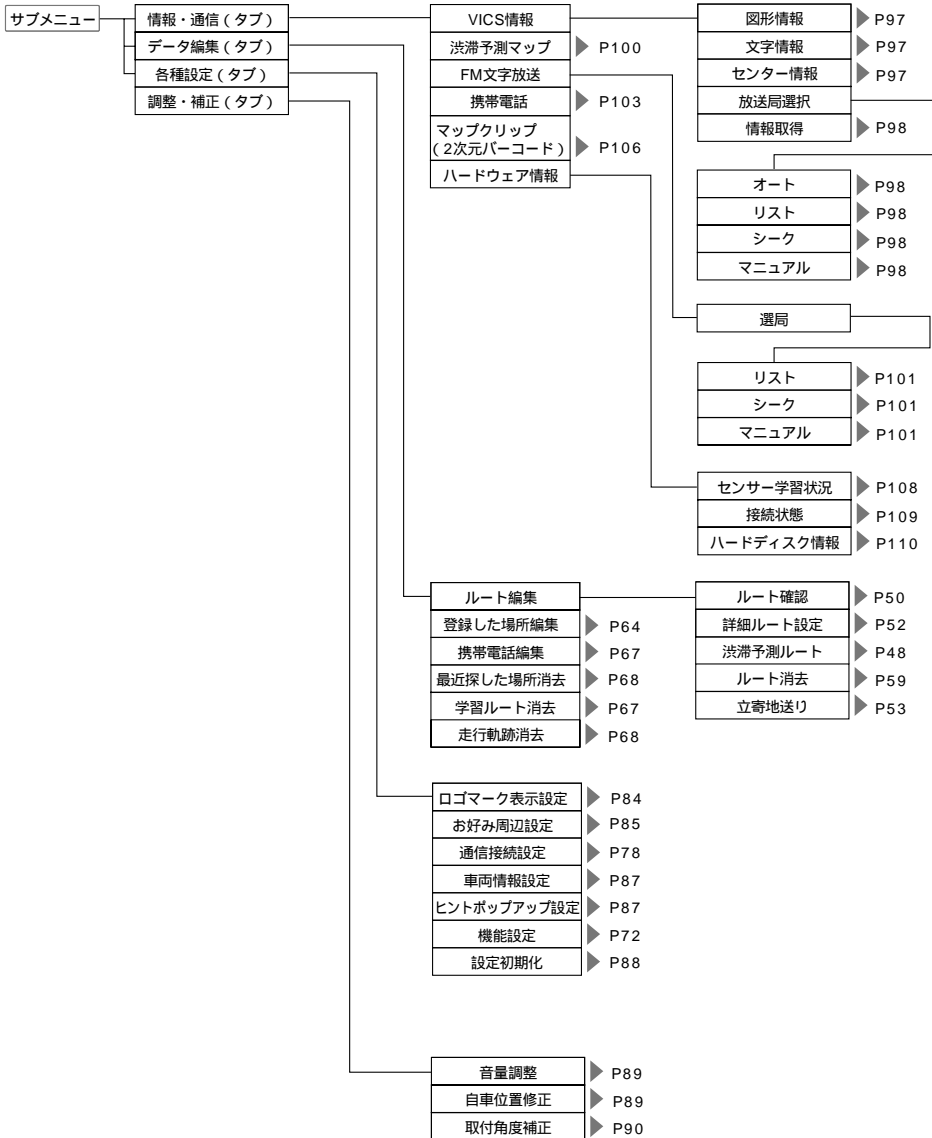 サブメニュー
情報・通信（タブ）
データ編集（タブ）
各種設定（タブ）
調整・補正（タブ）
VICS情報
渋滞予測マップ P100
FM文字放送
携帯電話 P103
マップクリップ
（2次元バーコード） P106
ハードウェア情報
図形情報 P97
文字情報 P97
センター情報 P97
放送局選択
情報取得 P98
オート P98
リスト P98
シーク P98
マニュアル P98
選局
リスト P101
シーク P101
マニュアル P101
センサー学習状況 P108
接続状態 P109
ハードディスク情報 P110
ルート編集
登録した場所編集 P64
携帯電話編集 P67
最近探した場所消去 P68
学習ルート消去 P67
走行軌跡消去 P68
ルート確認 P50
詳細ルート設定 P52
渋滞予測ルート P48
ルート消去 P59
立寄地送り P53
ロゴマーク表示設定 P84
お好み周辺設定 P85
通信接続設定 P78
車両情報設定 P87
ヒントポップアップ設定 P87
機能設定 P72
設定初期化 P88
音量調整 P89
自車位置修正 P89
取付角度補正 P90